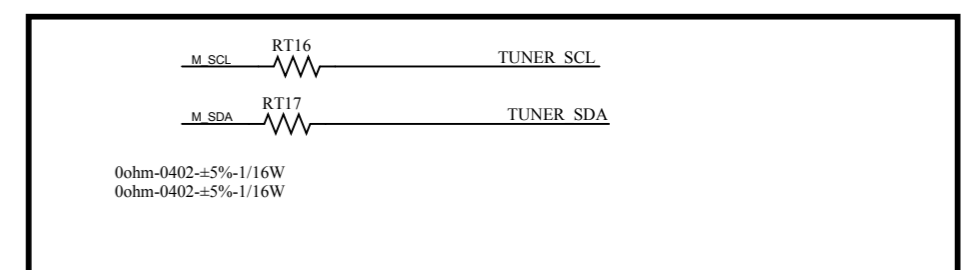 RT16
M_SCL TUNER_SCL
RT17
M_SDA TUNER_SDA
0ohm-0402-±5%-1/16W
0ohm-0402-±5%-1/16W